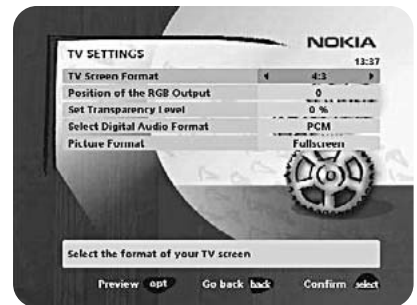 NOKIA
TV SETTINGS
13:37
TV Screen Format 4:3
Position of the RGB Output 0
Set Transparency Level 0 %
Select Digital Audio Format PCM
Picture Format Fullscreen
Select the format of your TV screen
Preview opt Go back back Confirm select